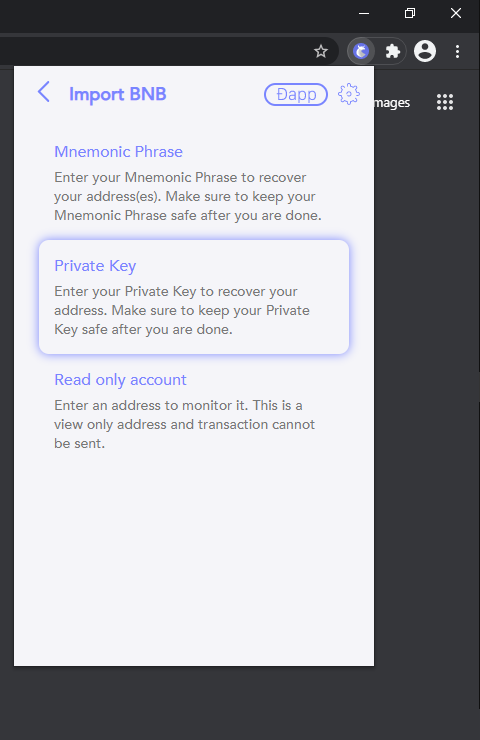 Import BNB
Đapp
mages
Mnemonic Phrase
Enter your Mnemonic Phrase to recover
your address(es). Make sure to keep your
Mnemonic Phrase safe after you are done.
Private Key
Enter your Private Key to recover your
address. Make sure to keep your Private
Key safe after you are done.
Read only account
Enter an address to monitor it. This is a
view only address and transaction cannot
be sent.